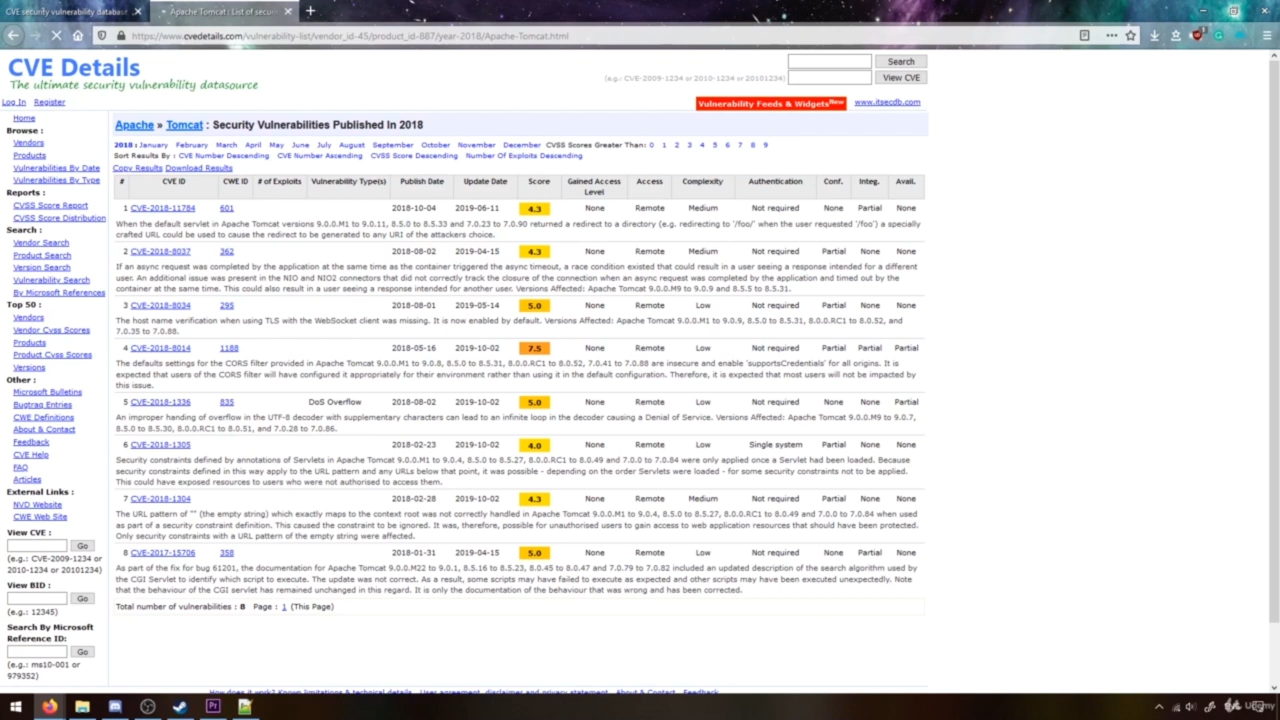 CVE security vulnerability database
Apache Tomcat : List of securi
https://www.cvedetails.com/vulnerability-list/vendor_id-45/product_id-887/year-2018/Apache-Tomcat.html
CVE Details
The ultimate security vulnerability datasource
Search
(e.g.: CVE-2009-1234 or 2010-1234 or 20101234)
View CVE
Log In Register
Vulnerability Feeds & Widgets New
www.itsecdb.com
Home
Browse :
Vendors
Products
Vulnerabilities By Date
Vulnerabilities By Type
Reports :
CVSS Score Report
CVSS Score Distribution
Search :
Vendor Search
Product Search
Version Search
Vulnerability Search
By Microsoft References
Top 50 :
Vendors
Vendor Cvss Scores
Products
Product Cvss Scores
Versions
Other :
Microsoft Bulletins
Bugtraq Entries
CWE Definitions
About & Contact
Feedback
CVE Help
FAQ
Articles
External Links :
NVD Website
CWE Web Site
View CVE :
Go
(e.g.: CVE-2009-1234 or
2010-1234 or 20101234)
View BID :
Go
(e.g.: 12345)
Search By Microsoft
Reference ID:
Go
(e.g.: ms10-001 or
979352)
Apache » Tomcat : Security Vulnerabilities Published In 2018
2018 : January February March April May June July August September October November December CVSS Scores Greater Than: 0 1 2 3 4 5 6 7 8 9
Sort Results By : CVE Number Descending CVE Number Ascending CVSS Score Descending Number Of Exploits Descending
Copy Results Download Results
# CVE ID CWE ID # of Exploits Vulnerability Type(s) Publish Date Update Date Score Gained Access Level Access Complexity Authentication Conf. Integ. Avail.
1 CVE-2018-11784 601 2018-10-04 2019-06-11 4.3 None Remote Medium Not required None Partial None
When the default servlet in Apache Tomcat versions 9.0.0.M1 to 9.0.11, 8.5.0 to 8.5.33 and 7.0.23 to 7.0.90 returned a redirect to a directory (e.g. redirecting to '/foo/' when the user requested '/foo') a specially
crafted URL could be used to cause the redirect to be generated to any URI of the attackers choice.
2 CVE-2018-8037 362 2018-08-02 2019-04-15 4.3 None Remote Medium Not required Partial None None
If an async request was completed by the application at the same time as the container triggered the async timeout, a race condition existed that could result in a user seeing a response intended for a different
user. An additional issue was present in the NIO and NIO2 connectors that did not correctly track the closure of the connection when an async request was completed by the application and timed out by the
container at the same time. This could also result in a user seeing a response intended for another user. Versions Affected: Apache Tomcat 9.0.0.M9 to 9.0.9 and 8.5.5 to 8.5.31.
3 CVE-2018-8034 295 2018-08-01 2019-05-14 5.0 None Remote Low Not required Partial None None
The host name verification when using TLS with the WebSocket client was missing. It is now enabled by default. Versions Affected: Apache Tomcat 9.0.0.M1 to 9.0.9, 8.5.0 to 8.5.31, 8.0.0.RC1 to 8.0.52, and
7.0.35 to 7.0.88.
4 CVE-2018-8014 1188 2018-05-16 2019-10-02 7.5 None Remote Low Not required Partial Partial Partial
The defaults settings for the CORS filter provided in Apache Tomcat 9.0.0.M1 to 9.0.8, 8.5.0 to 8.5.31, 8.0.0.RC1 to 8.0.52, 7.0.41 to 7.0.88 are insecure and enable 'supportsCredentials' for all origins. It is
expected that users of the CORS filter will have configured it appropriately for their environment rather than using it in the default configuration. Therefore, it is expected that most users will not be impacted by
this issue.
5 CVE-2018-1336 835 DoS Overflow 2018-08-02 2019-10-02 5.0 None Remote Low Not required None None Partial
An improper handing of overflow in the UTF-8 decoder with supplementary characters can lead to an infinite loop in the decoder causing a Denial of Service. Versions Affected: Apache Tomcat 9.0.0.M9 to 9.0.7,
8.5.0 to 8.5.30, 8.0.0.RC1 to 8.0.51, and 7.0.28 to 7.0.86.
6 CVE-2018-1305 2018-02-23 2019-10-02 4.0 None Remote Low Single system Partial None None
Security constraints defined by annotations of Servlets in Apache Tomcat 9.0.0.M1 to 9.0.4, 8.5.0 to 8.5.27, 8.0.0.RC1 to 8.0.49 and 7.0.0 to 7.0.84 were only applied once a Servlet had been loaded. Because
security constraints defined in this way apply to the URL pattern and any URLs below that point, it was possible - depending on the order Servlets were loaded - for some security constraints not to be applied.
This could have exposed resources to users who were not authorised to access them.
7 CVE-2018-1304 2018-02-28 2019-10-02 4.3 None Remote Medium Not required Partial None None
The URL pattern of "" (the empty string) which exactly maps to the context root was not correctly handled in Apache Tomcat 9.0.0.M1 to 9.0.4, 8.5.0 to 8.5.27, 8.0.0.RC1 to 8.0.49 and 7.0.0 to 7.0.84 when used
as part of a security constraint definition. This caused the constraint to be ignored. It was, therefore, possible for unauthorised users to gain access to web application resources that should have been protected.
Only security constraints with a URL pattern of the empty string were affected.
8 CVE-2017-15706 358 2018-01-31 2019-04-15 5.0 None Remote Low Not required None Partial None
As part of the fix for bug 61201, the documentation for Apache Tomcat 9.0.0.M22 to 9.0.1, 8.5.16 to 8.5.23, 8.0.45 to 8.0.47 and 7.0.79 to 7.0.82 included an updated description of the search algorithm used by
the CGI Servlet to identify which script to execute. The update was not correct. As a result, some scripts may have failed to execute as expected and other scripts may have been executed unexpectedly. Note
that the behaviour of the CGI servlet has remained unchanged in this regard. It is only the documentation of the behaviour that was wrong and has been corrected.
Total number of vulnerabilities : 8 Page : 1 (This Page)
How does it work? Known limitations & technical details User agreement, disclaimer and privacy statement About & Contact Feedback
Udemy